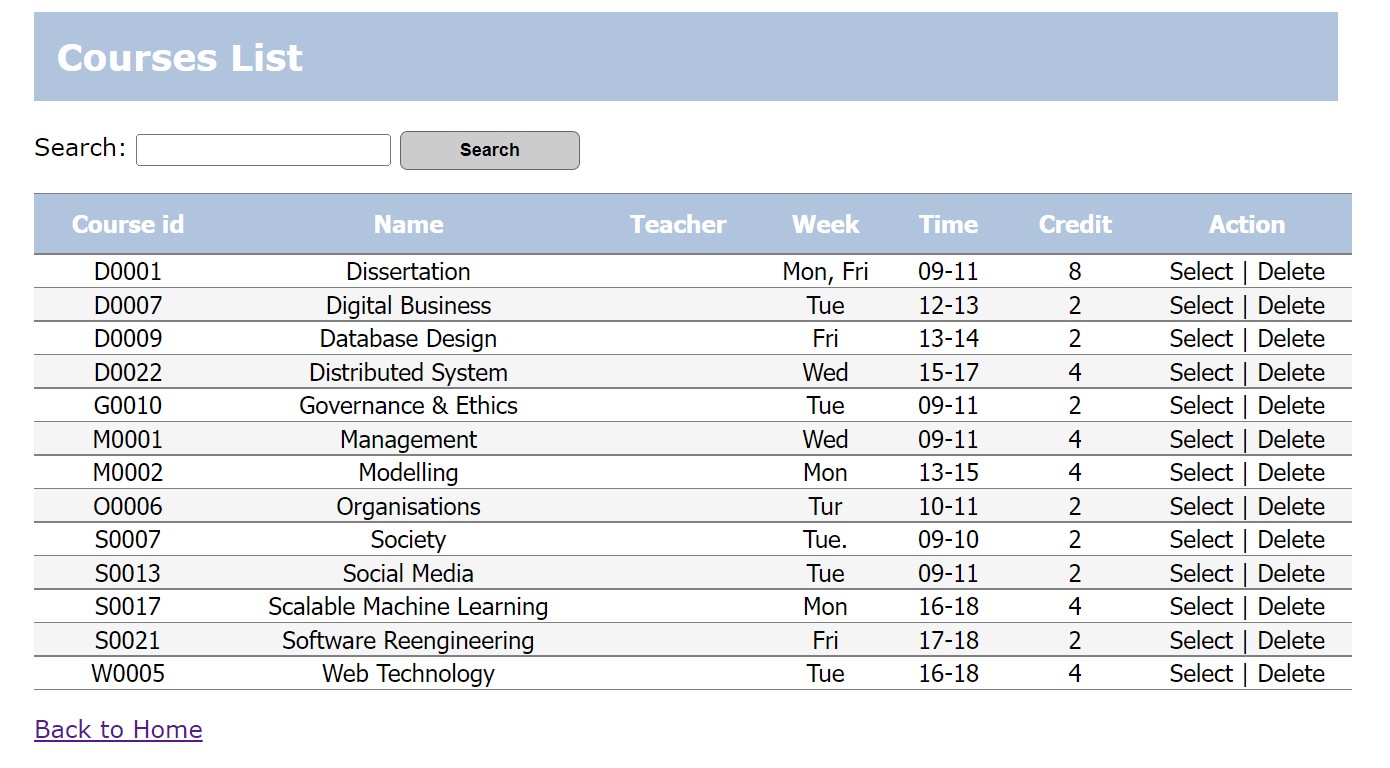 Courses List
Search: Search
Course id Name Teacher Week Time Credit Action
D0001 Dissertation Mon, Fri 09-11 8 Select | Delete
D0007 Digital Business Tue 12-13 2 Select | Delete
D0009 Database Design Fri 13-14 2 Select | Delete
D0022 Distributed System Wed 15-17 4 Select | Delete
G0010 Governance & Ethics Tue 09-11 2 Select | Delete
M0001 Management Wed 09-11 4 Select | Delete
M0002 Modelling Mon 13-15 4 Select | Delete
O0006 Organisations Tur 10-11 2 Select | Delete
S0007 Society Tue. 09-10 2 Select | Delete
S0013 Social Media Tue 09-11 2 Select | Delete
S0017 Scalable Machine Learning Mon 16-18 4 Select | Delete
S0021 Software Reengineering Fri 17-18 2 Select | Delete
W0005 Web Technology Tue 16-18 4 Select | Delete
Back to Home